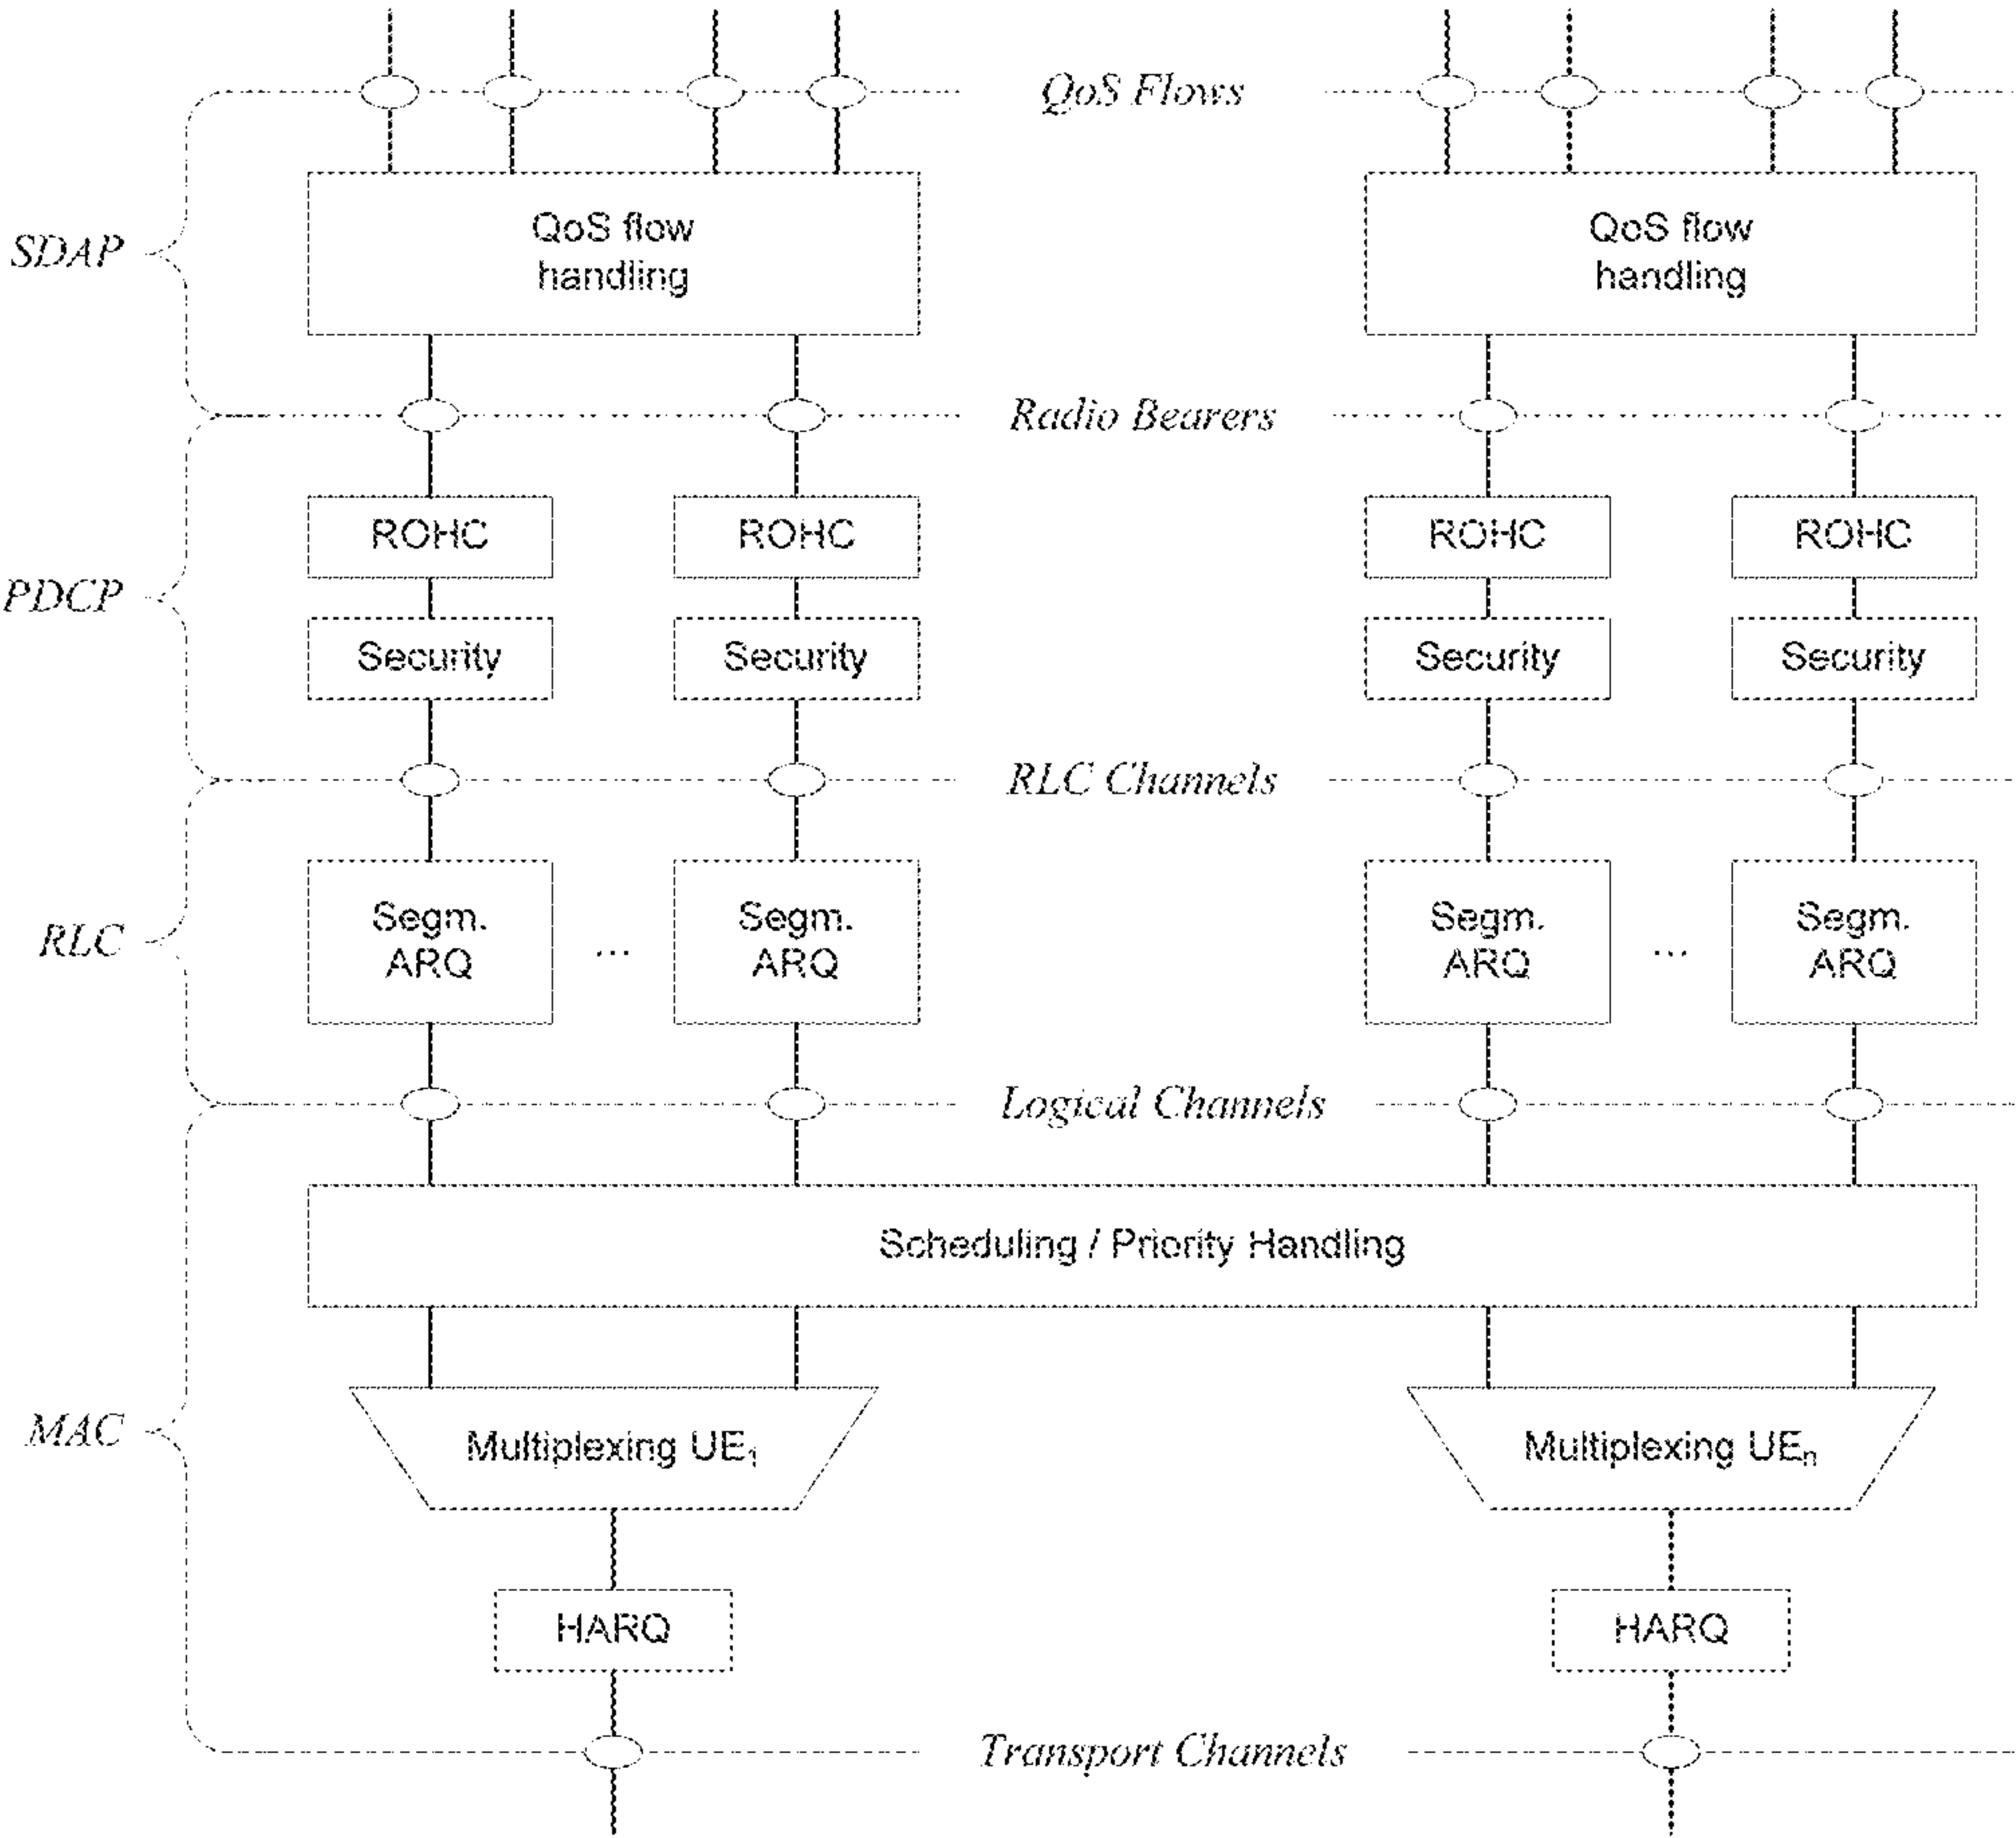 QoS Flows
SDAP
QoS flow
handling
QoS flow
handling
Radio Bearers
PDCP
ROHC
ROHC
ROHC
ROHC
Security
Security
Security
Security
RLC Channels
RLC
Segm.
ARQ
...
Segm.
ARQ
Segm.
ARQ
...
Segm.
ARQ
Logical Channels
Scheduling / Priority Handling
MAC
Multiplexing UE₁
Multiplexing UEₙ
HARQ
HARQ
Transport Channels